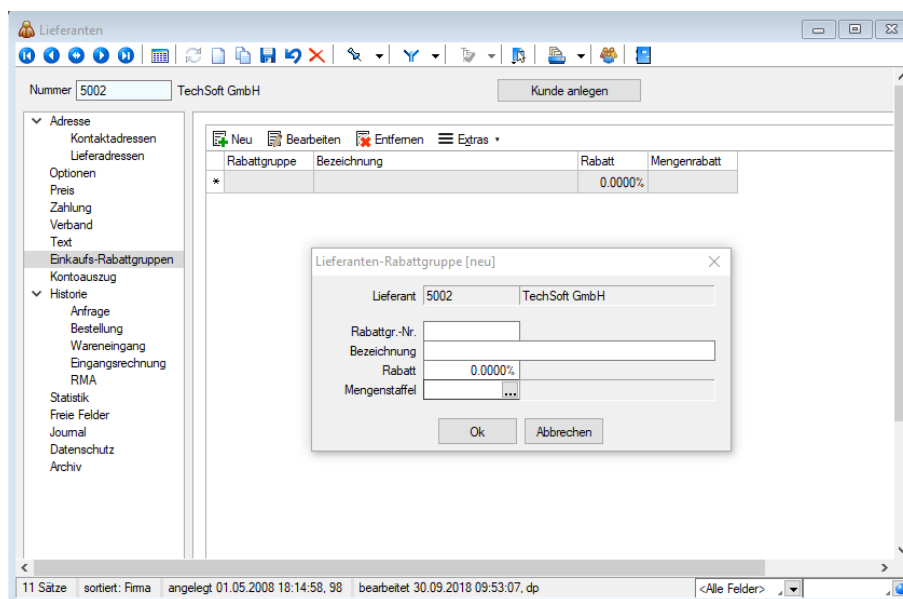 Lieferanten
Nummer 5002 TechSoft GmbH Kunde anlegen
Adresse
Kontaktadressen
Lieferadressen
Optionen
Preis
Zahlung
Verband
Text
Einkaufs-Rabattgruppen
Kontoauszug
Historie
Anfrage
Bestellung
Wareneingang
Eingangsrechnung
RMA
Statistik
Freie Felder
Journal
Datenschutz
Archiv
Neu Bearbeiten Entfernen Extras
Rabattgruppe Bezeichnung Rabatt Mengenrabatt
* 0.0000%
Lieferanten-Rabattgruppe [neu]
Lieferant 5002 TechSoft GmbH
Rabattgr.-Nr.
Bezeichnung
Rabatt 0.0000%
Mengenstaffel ...
Ok Abbrechen
11 Sätze sortiert: Firma angelegt 01.05.2008 18:14:58, 98 bearbeitet 30.09.2018 09:53:07, dp <Alle Felder>